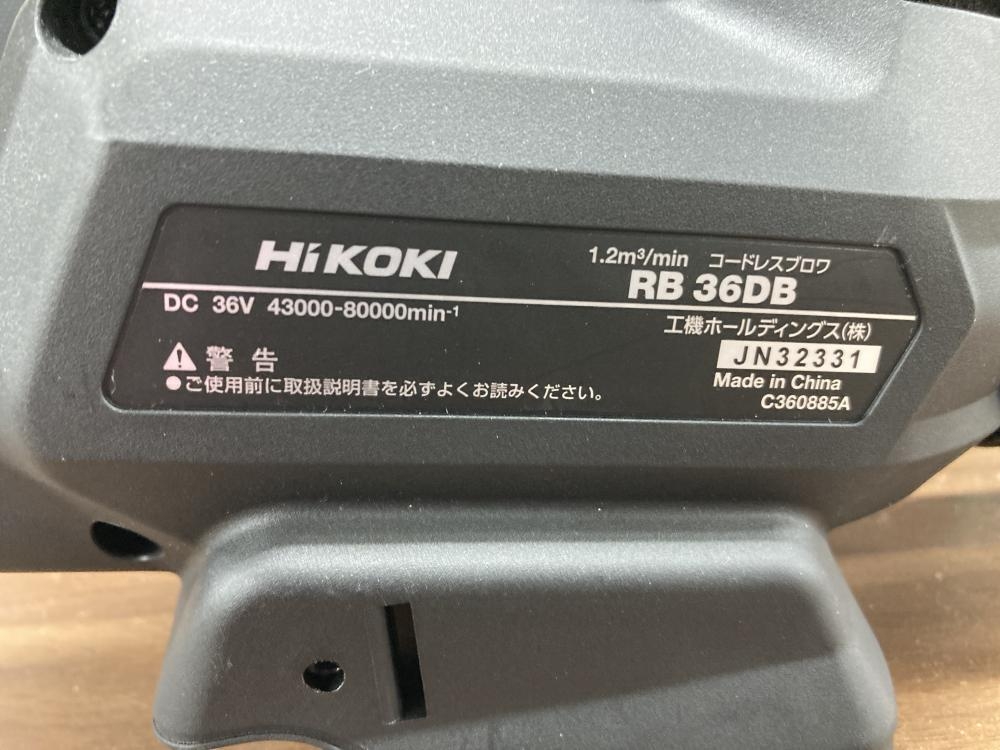 HiKOKI
1.2m³/min コードレスブロワ
RB 36DB
DC 36V 43000-80000min⁻¹
工機ホールディングス(株)
JN32331
⚠警告
●ご使用前に取扱説明書を必ずよくお読みください。
Made in China
C360885A